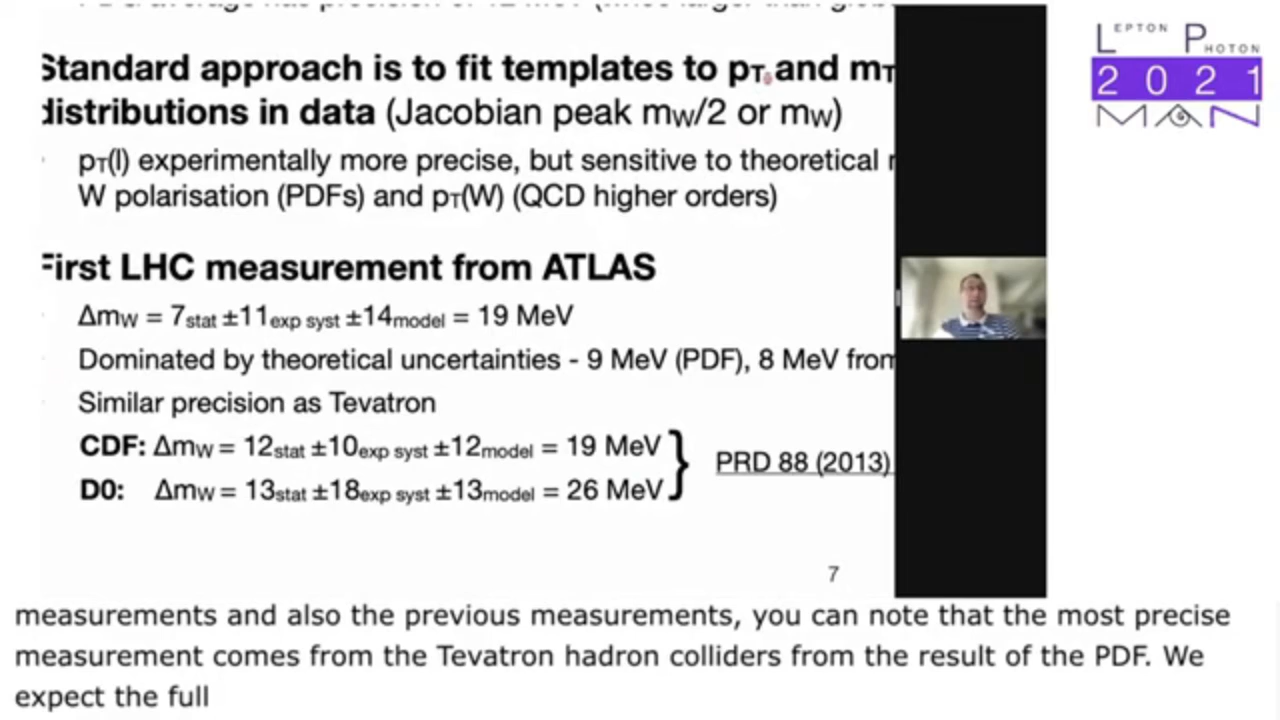 Standard approach is to fit templates to pT, and mT
distributions in data (Jacobian peak mW/2 or mW)
pT(l) experimentally more precise, but sensitive to theoretical
W polarisation (PDFs) and pT(W) (QCD higher orders)
First LHC measurement from ATLAS
ΔmW = 7stat ±11exp syst ±14model = 19 MeV
Dominated by theoretical uncertainties - 9 MeV (PDF), 8 MeV from
Similar precision as Tevatron
CDF: ΔmW = 12stat ±10exp syst ±12model = 19 MeV
D0: ΔmW = 13stat ±18exp syst ±13model = 26 MeV
PRD 88 (2013)
7
LEPTON PHOTON
2021
MAN
measurements and also the previous measurements, you can note that the most precise
measurement comes from the Tevatron hadron colliders from the result of the PDF. We
expect the full